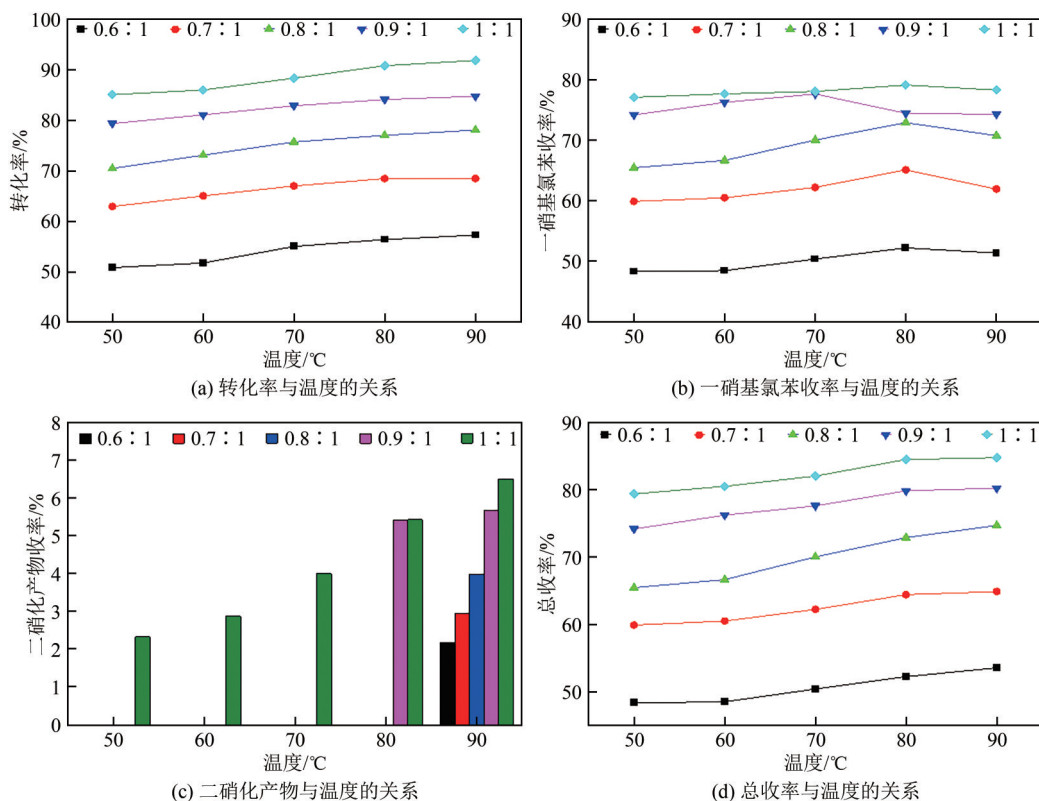 0.6∶1 0.7∶1 0.8∶1 0.9∶1 1∶1
100
90
80
70
60
50
40
转化率/%
50 60 70 80 90
温度/℃
(a) 转化率与温度的关系
90
0.6∶1 0.7∶1 0.8∶1 0.9∶1 1∶1
80
70
60
50
40
一硝基氯苯收率/%
50 60 70 80 90
温度/℃
(b) 一硝基氯苯收率与温度的关系
8
0.6∶1 0.7∶1 0.8∶1 0.9∶1 1∶1
7
6
5
4
3
2
1
0
二硝化产物收率/%
50 60 70 80 90
温度/℃
(c) 二硝化产物与温度的关系
90
0.6∶1 0.7∶1 0.8∶1 0.9∶1 1∶1
80
70
60
50
总收率/%
50 60 70 80 90
温度/℃
(d) 总收率与温度的关系